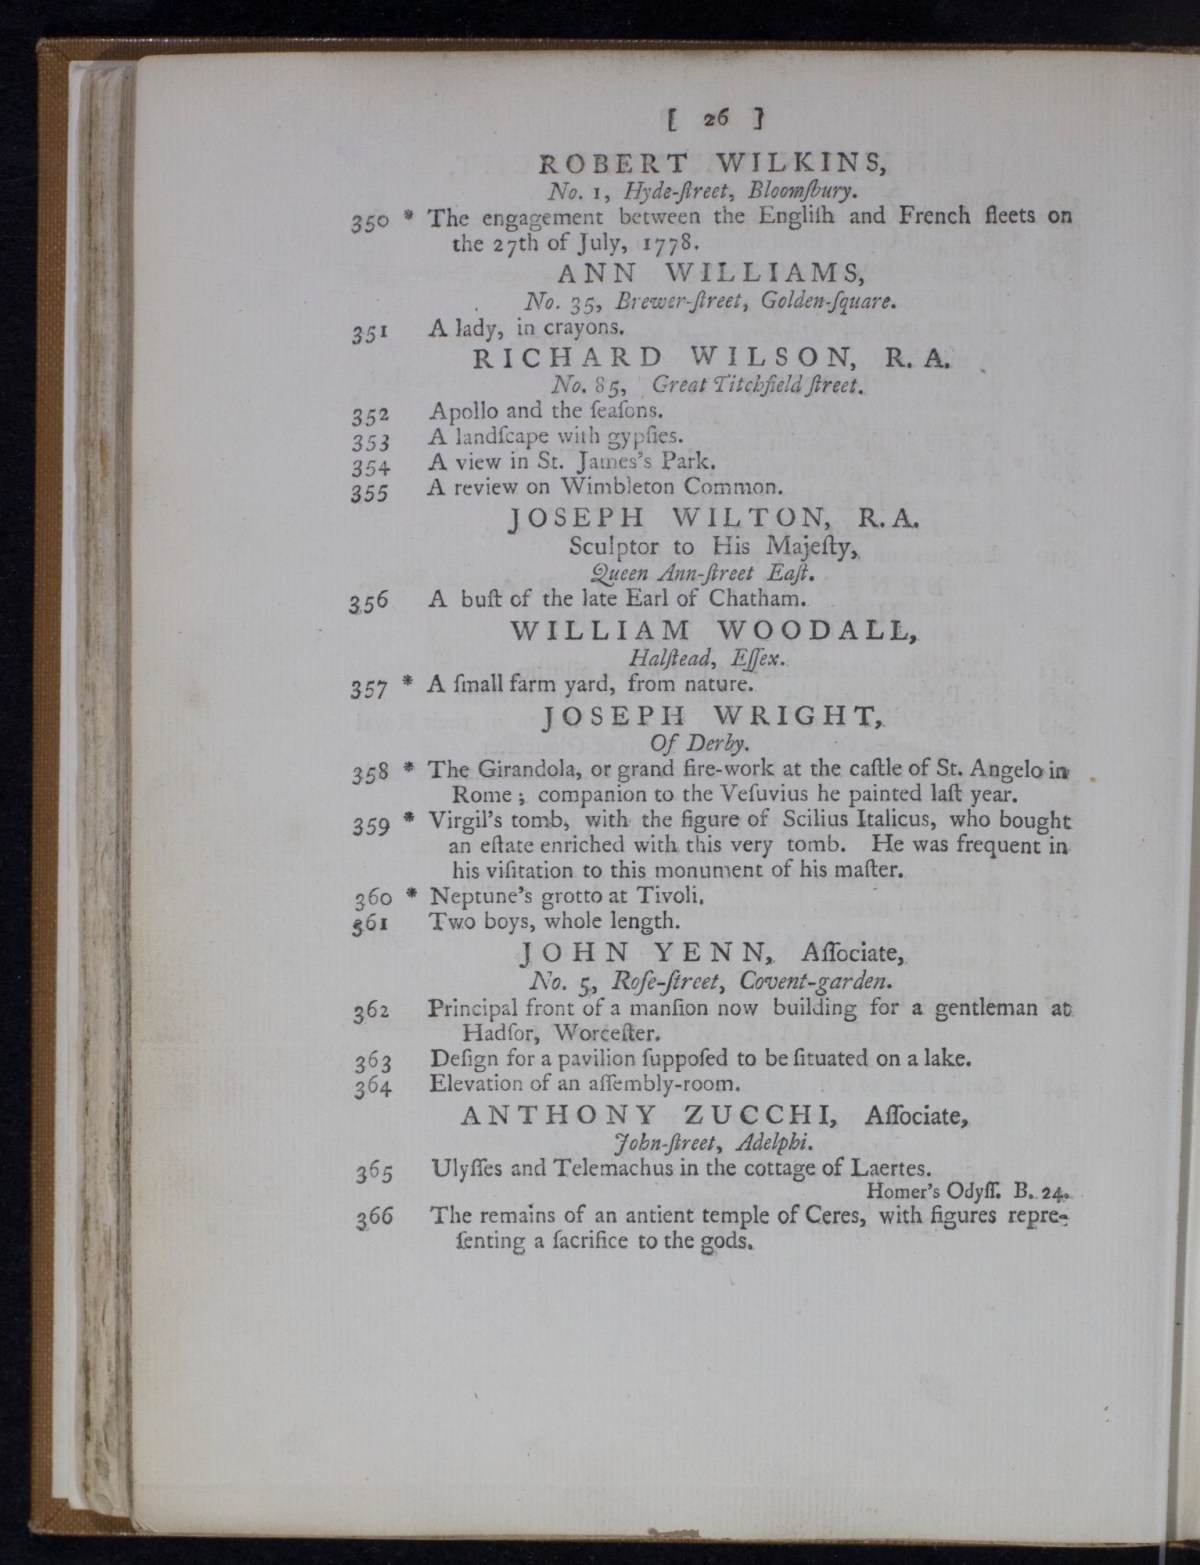 [ 26 ]
ROBERT WILKINS,
No. 1, Hyde-ſtreet, Bloomſbury.
350 * The engagement between the Engliſh and French fleets on
the 27th of July, 1778.
ANN WILLIAMS,
No. 35, Brewer-ſtreet, Golden-ſquare.
351 A lady, in crayons.
RICHARD WILSON, R. A.
No. 85, Great Titchfield ſtreet.
352 Apollo and the ſeaſons.
353 A landſcape with gypſies.
354 A view in St. James's Park.
355 A review on Wimbleton Common.
JOSEPH WILTON, R. A.
Sculptor to His Majeſty,
Queen Ann-ſtreet Eaſt.
356 A buſt of the late Earl of Chatham.
WILLIAM WOODALL,
Halſtead, Eſſex.
357 * A ſmall farm yard, from nature.
JOSEPH WRIGHT,
Of Derby.
358 * The Girandola, or grand fire-work at the caſtle of St. Angelo in
Rome; companion to the Veſuvius he painted laſt year.
359 * Virgil's tomb, with the figure of Scilius Italicus, who bought
an eſtate enriched with this very tomb. He was frequent in
his viſitation to this monument of his maſter.
360 * Neptune's grotto at Tivoli.
361 Two boys, whole length.
JOHN YENN, Aſſociate,
No. 5, Roſe-ſtreet, Covent-garden.
362 Principal front of a manſion now building for a gentleman at
Hadſor, Worceſter.
363 Deſign for a pavilion ſuppoſed to be ſituated on a lake.
364 Elevation of an aſſembly-room.
ANTHONY ZUCCHI, Aſſociate,
John-ſtreet, Adelphi.
365 Ulyſſes and Telemachus in the cottage of Laertes.
Homer's Odyſſ. B. 24.
366 The remains of an antient temple of Ceres, with figures repre-
ſenting a ſacrifice to the gods.